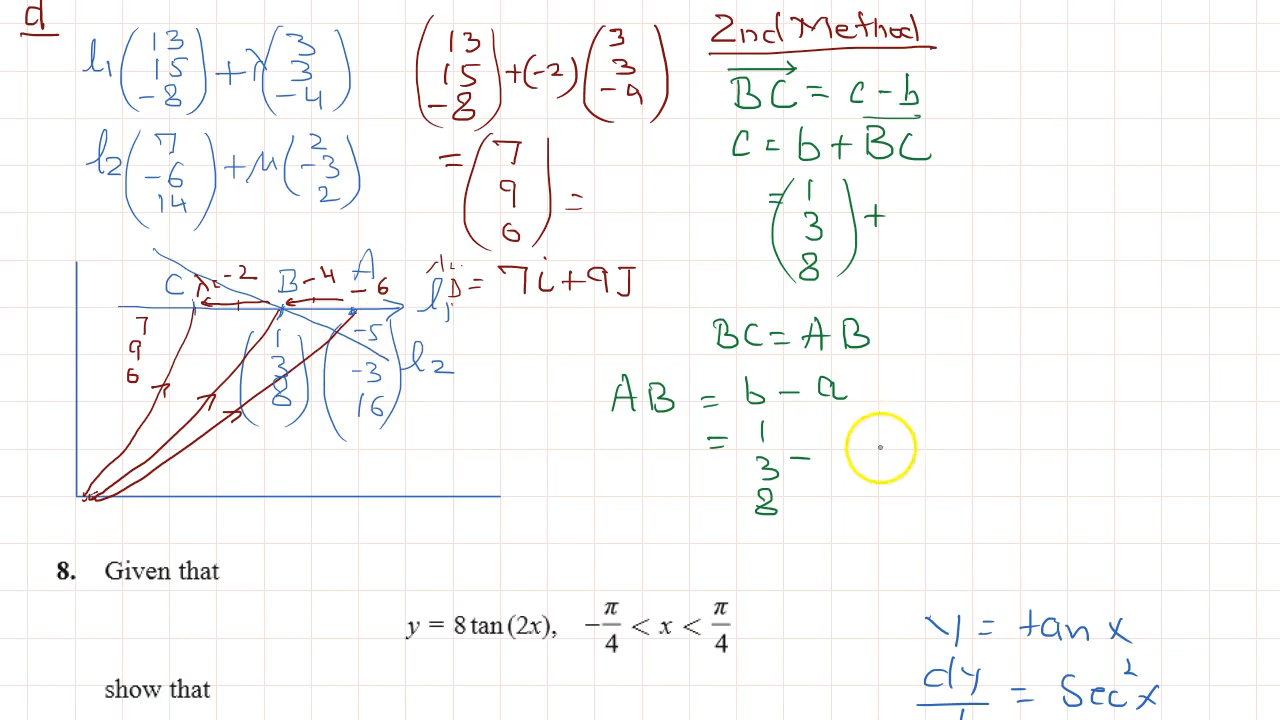 d
l1 (13 15 -8) + λ (3 3 -4)
l2 (7 -6 14) + μ (2 -3 2)
(13 15 -8) + (-2) (3 3 -4)
= (7 9 6) =
= 7i + 9J
2nd Method
BC = c - b
c = b + BC
= (1 3 8) +
BC = AB
AB = b - a
= 1 3 8 -
C -2 B -4 A -6 l1
7 9 6
(1 3 8) (-5 -3 16) l2
8. Given that
y = 8 tan (2x), -π/4 < x < π/4
show that
y = tan x
dy = Sec²x